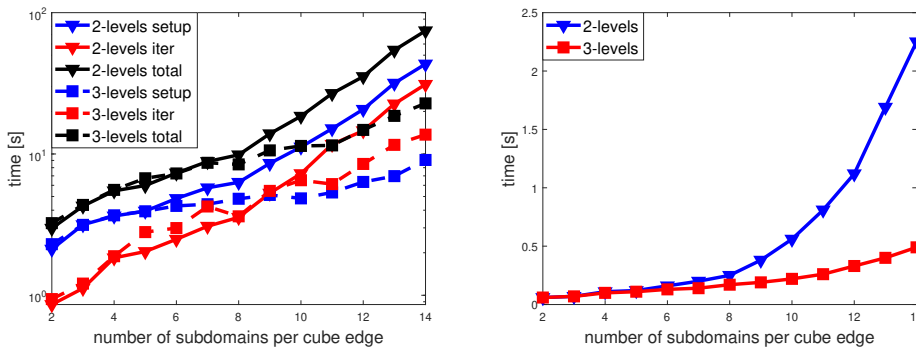 10²
10¹
10⁰
time [s]
2-levels setup
2-levels iter
2-levels total
3-levels setup
3-levels iter
3-levels total
2 4 6 8 10 12 14
number of subdomains per cube edge
2.5
2
1.5
1
0.5
0
time [s]
2-levels
3-levels
2 4 6 8 10 12 1
number of subdomains per cube edge